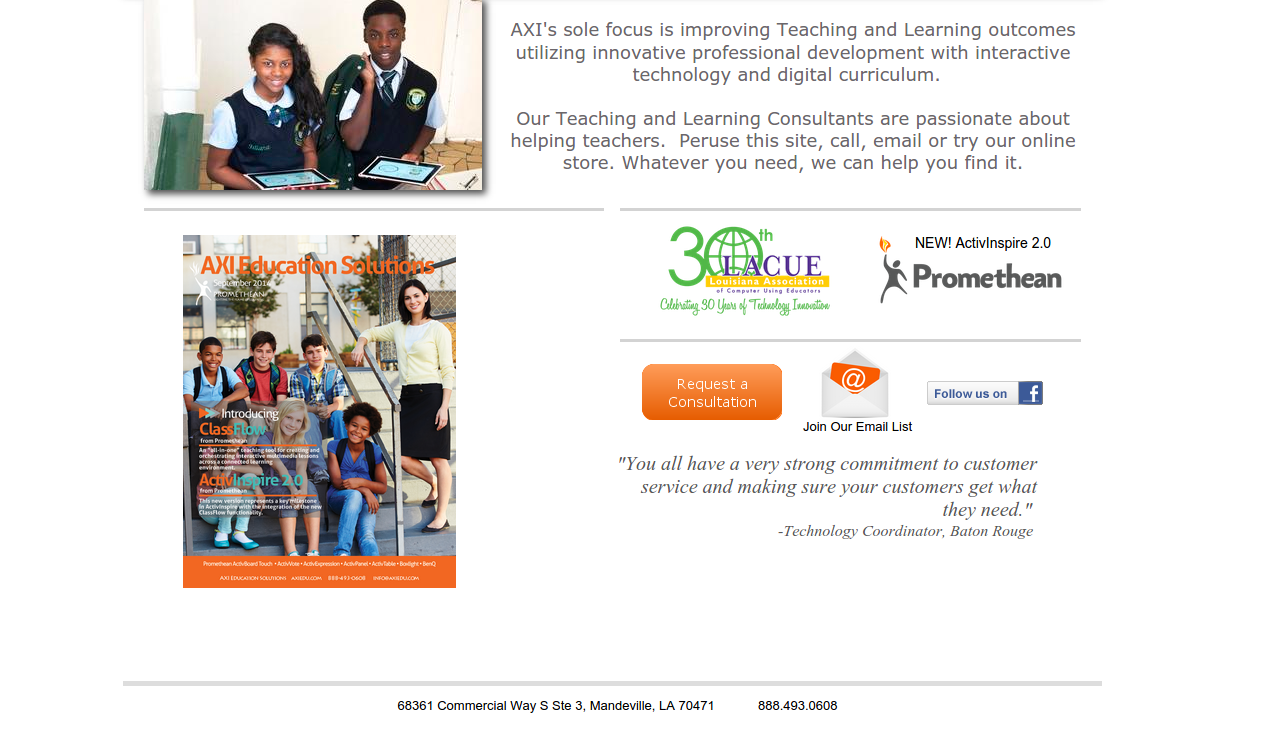 AXI's sole focus is improving Teaching and Learning outcomes
utilizing innovative professional development with interactive
technology and digital curriculum.
Our Teaching and Learning Consultants are passionate about
helping teachers.  Peruse this site, call, email or try our online
store. Whatever you need, we can help you find it.
AXI Education Solutions
September 2014
PROMETHEAN
Introducing
ClassFlow
from Promethean
An "all-in-one" teaching tool for creating and
orchestrating interactive multimedia lessons
across a connected learning
environment.
ActivInspire 2.0
from Promethean
This new version represents a key milestone
in ActivInspire with the integration of the new
ClassFlow functionality.
Promethean ActivBoard Touch • ActivVote • ActivExpression • ActivPanel • ActivTable • Boxlight • BenQ
AXI EDUCATION SOLUTIONS AXIEDU.COM 888-493-0608 INFO@AXIEDU.COM
30th
LACUE
Louisiana Association
of Computer Using Educators
Celebrating 30 Years of Technology Innovation
NEW! ActivInspire 2.0
Promethean
Request a
Consultation
@
Join Our Email List
Follow us on f
"You all have a very strong commitment to customer
service and making sure your customers get what
they need."
-Technology Coordinator, Baton Rouge
68361 Commercial Way S Ste 3, Mandeville, LA 70471 888.493.0608